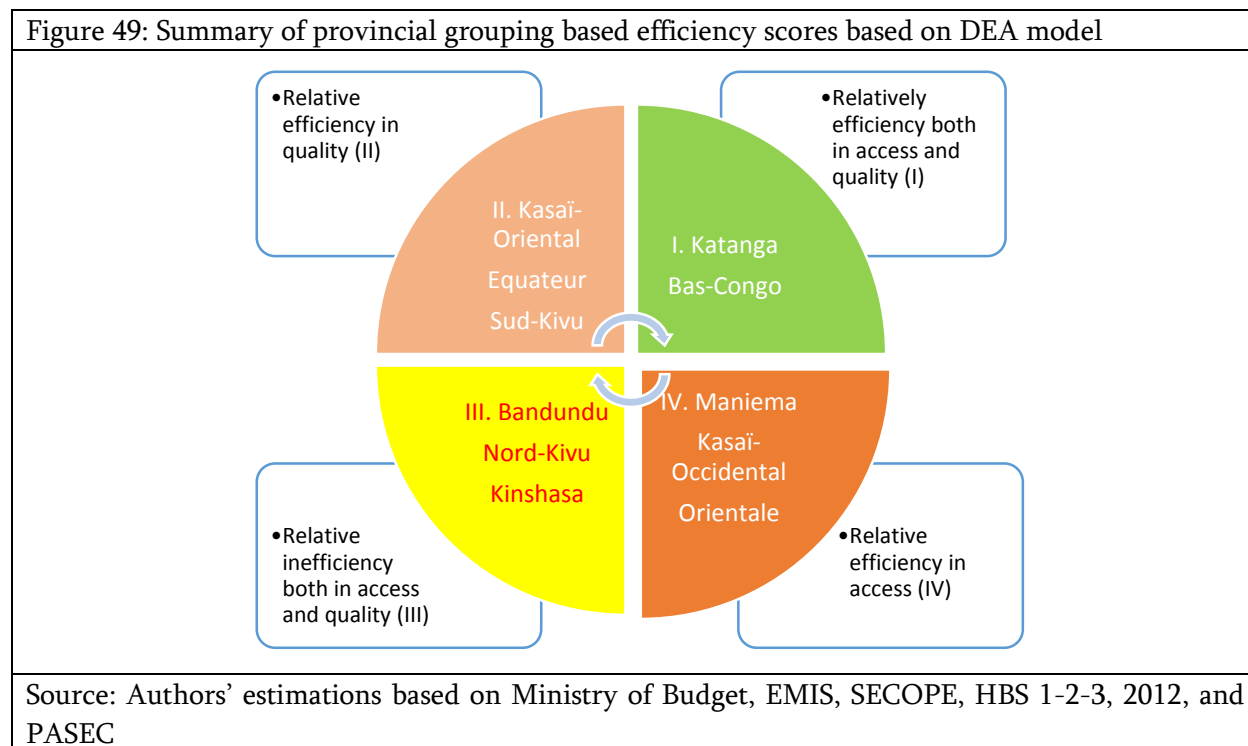 Figure 49: Summary of provincial grouping based efficiency scores based on DEA model
•Relative
efficiency in
quality (II)
•Relatively
efficiency both
in access and
quality (I)
II. Kasaï-
Oriental
Equateur
Sud-Kivu
I. Katanga
Bas-Congo
III. Bandundu
Nord-Kivu
Kinshasa
IV. Maniema
Kasaï-
Occidental
Orientale
•Relative
inefficiency
both in access
and quality (III)
•Relative
efficiency in
access (IV)
Source: Authors’ estimations based on Ministry of Budget, EMIS, SECOPE, HBS 1-2-3, 2012, and
PASEC